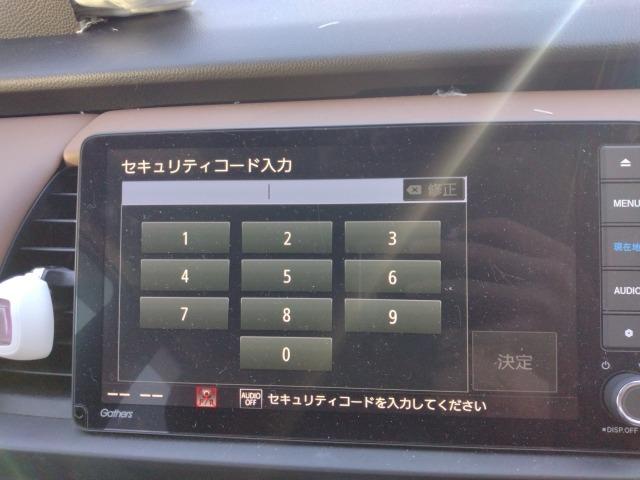 セキュリティコード入力
修正
1 2 3
4 5 6
7 8 9
0
決定
AUDIO OFF セキュリティコードを入力してください
Gathers
MENU
現在地
AUDIO
DISP.OFF